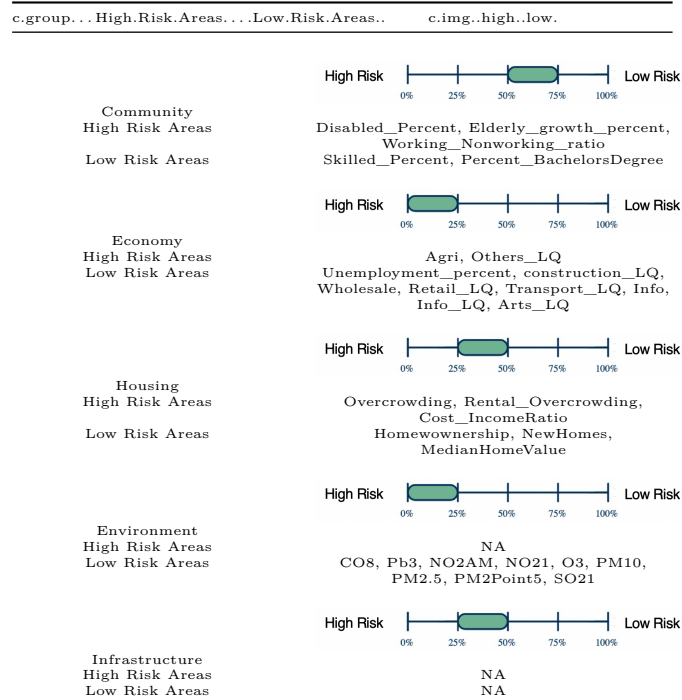 c.group...High.Risk.Areas....Low.Risk.Areas.. c.img..high..low.
High Risk Low Risk
0% 25% 50% 75% 100%
Community
High Risk Areas Disabled_Percent, Elderly_growth_percent,
Working_Nonworking_ratio
Low Risk Areas Skilled_Percent, Percent_BachelorsDegree
High Risk Low Risk
0% 25% 50% 75% 100%
Economy
High Risk Areas Agri, Others_LQ
Low Risk Areas Unemployment_percent, construction_LQ,
Wholesale, Retail_LQ, Transport_LQ, Info,
Info_LQ, Arts_LQ
High Risk Low Risk
0% 25% 50% 75% 100%
Housing
High Risk Areas Overcrowding, Rental_Overcrowding,
Cost_IncomeRatio
Low Risk Areas Homewownership, NewHomes,
MedianHomeValue
High Risk Low Risk
0% 25% 50% 75% 100%
Environment
High Risk Areas NA
Low Risk Areas CO8, Pb3, NO2AM, NO21, O3, PM10,
PM2.5, PM2Point5, SO21
High Risk Low Risk
0% 25% 50% 75% 100%
Infrastructure
High Risk Areas NA
Low Risk Areas NA